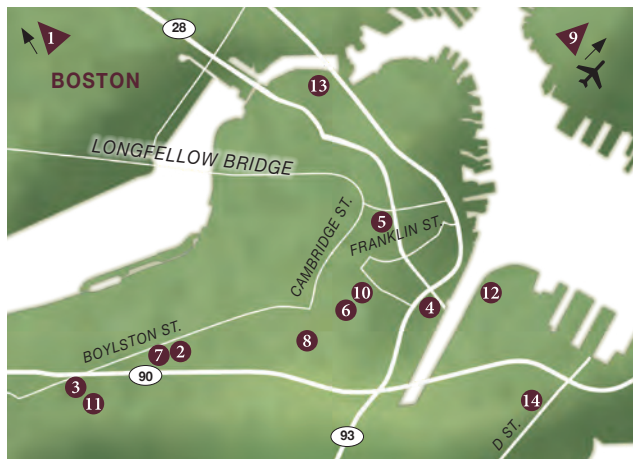 1
28
9
BOSTON
13
LONGFELLOW BRIDGE
CAMBRIDGE ST.
5
FRANKLIN ST.
10
12
6
4
8
BOYLSTON ST.
7
2
90
3
11
14
D ST.
93